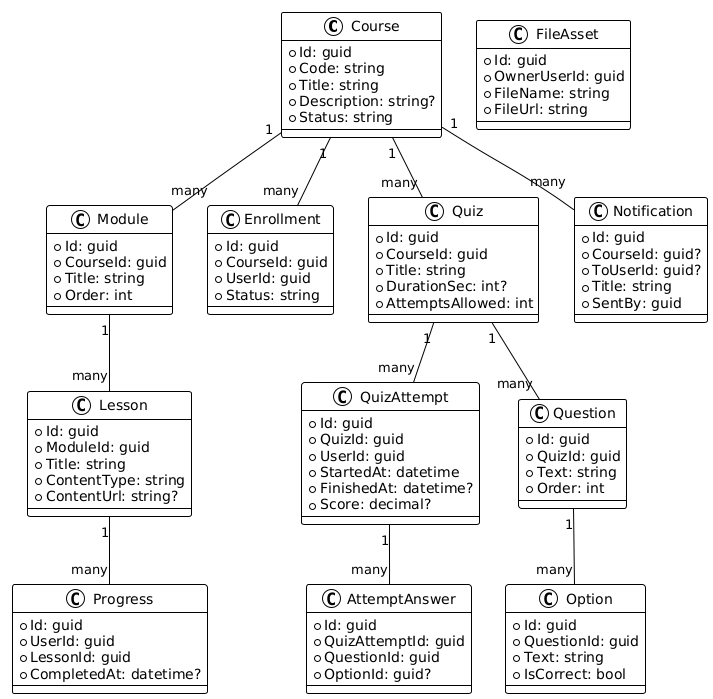 C Course
Id: guid
Code: string
Title: string
Description: string?
Status: string
C FileAsset
Id: guid
OwnerUserId: guid
FileName: string
FileUrl: string
1
1
1
1
many
many
many
many
C Module
Id: guid
CourseId: guid
Title: string
Order: int
C Enrollment
Id: guid
CourseId: guid
UserId: guid
Status: string
C Quiz
Id: guid
CourseId: guid
Title: string
DurationSec: int?
AttemptsAllowed: int
C Notification
Id: guid
CourseId: guid?
ToUserId: guid?
Title: string
SentBy: guid
1
1
1
many
many
many
C Lesson
Id: guid
ModuleId: guid
Title: string
ContentType: string
ContentUrl: string?
C QuizAttempt
Id: guid
QuizId: guid
UserId: guid
StartedAt: datetime
FinishedAt: datetime?
Score: decimal?
C Question
Id: guid
QuizId: guid
Text: string
Order: int
1
1
1
many
many
many
C Progress
Id: guid
UserId: guid
LessonId: guid
CompletedAt: datetime?
C AttemptAnswer
Id: guid
QuizAttemptId: guid
QuestionId: guid
OptionId: guid?
C Option
Id: guid
QuestionId: guid
Text: string
IsCorrect: bool